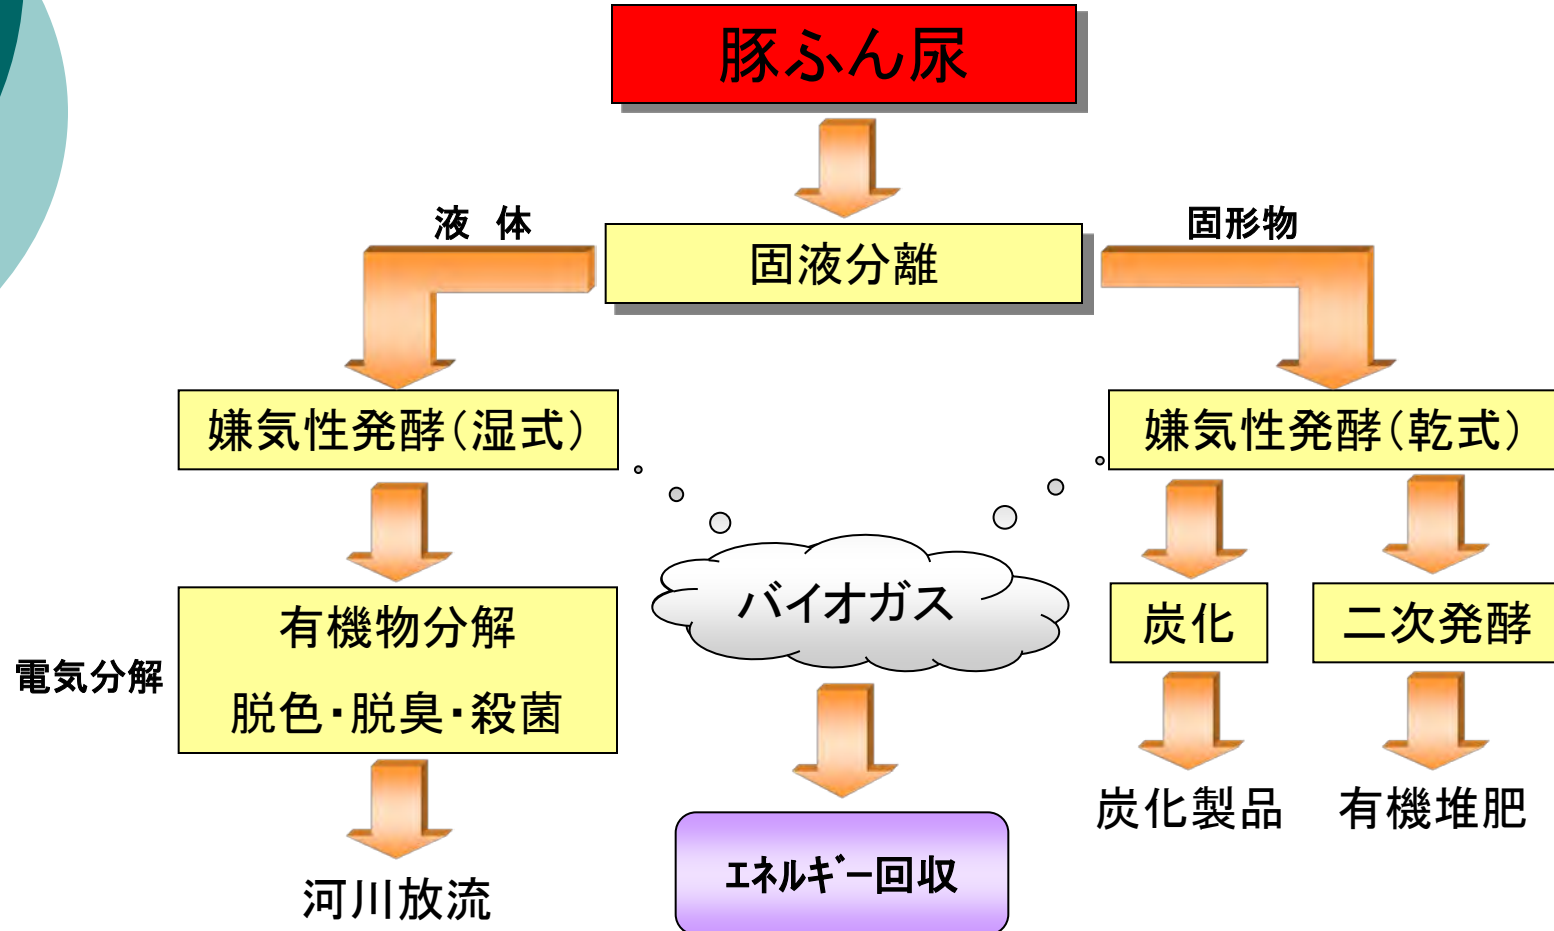 豚ふん尿
液 体
固形物
固液分離
嫌気性発酵(湿式)
嫌気性発酵(乾式)
バイオガス
有機物分解
脱色・脱臭・殺菌
電気分解
炭化
二次発酵
炭化製品
有機堆肥
ｴﾈﾙｷﾞｰ回収
河川放流